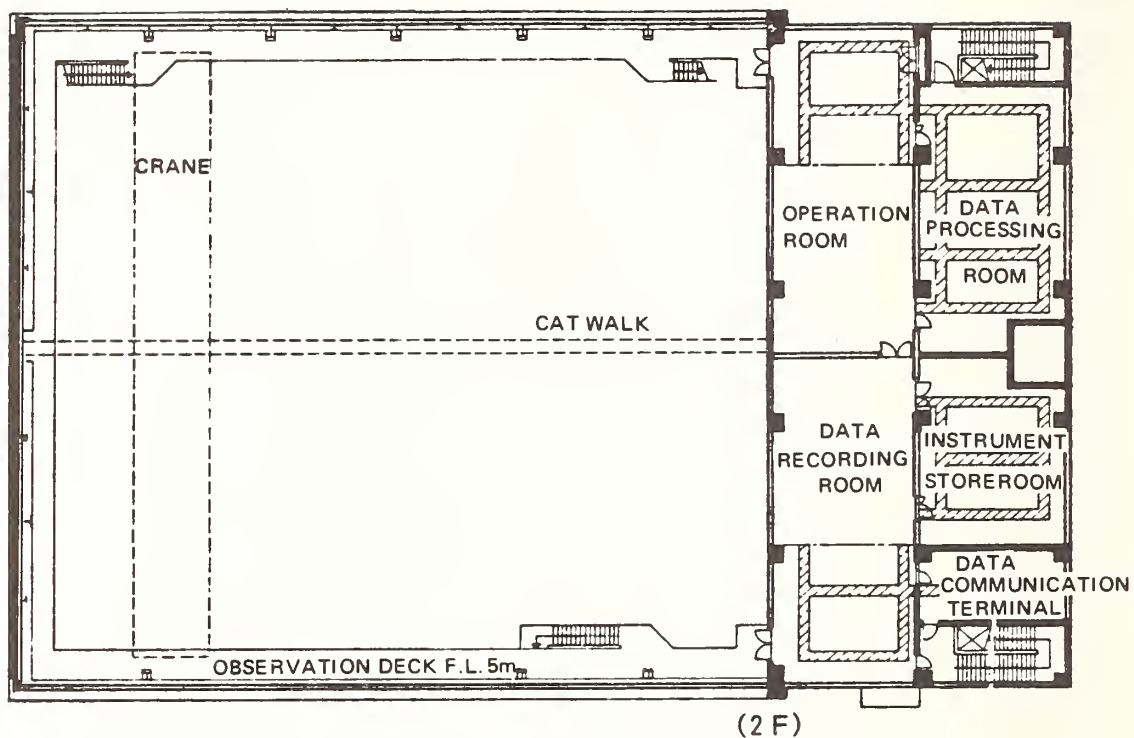 CRANE
OPERATION
ROOM
DATA
PROCESSING
ROOM
CAT WALK
DATA
RECORDING
ROOM
INSTRUMENT
STOREROOM
DATA
COMMUNICATION
TERMINAL
OBSERVATION DECK F.L.5m
(2F)